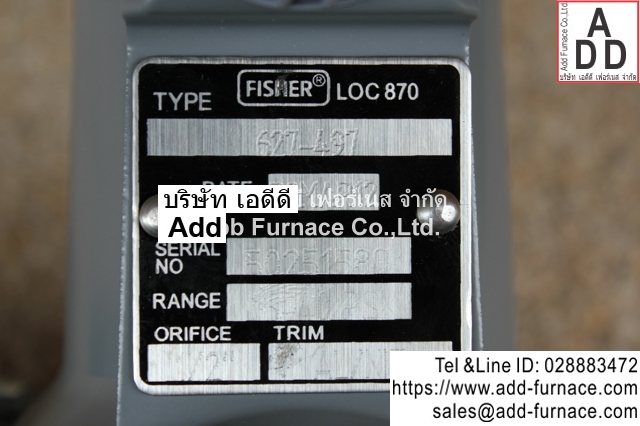 Add Furnace Co.,Ltd.
ADD
บริษัท เอดีดี เฟอร์เนส จำกัด
FISHER® LOC 870
TYPE
627-497
DATE
บริษัท เอดีดี เฟอร์เนส จำกัด
Add Furnace Co.,Ltd.
SERIAL
NO
RANGE
ORIFICE TRIM
1/2"
Tel &Line ID: 028883472
https://www.add-furnace.com
sales@add-furnace.com